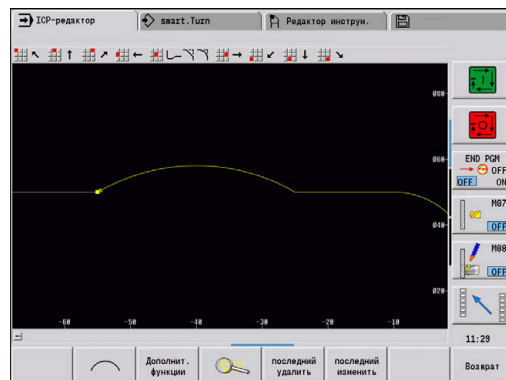 ICP-редактор
smart.Turn
Редактор инструм.
Ø80
Ø60
Ø40
Ø20
-60
-50
-40
-30
-20
-10
END PGM
OFF
OFF ON
M07
OFF
M08
OFF
11:29
Дополнит.
функции
последний
удалить
последний
изменить
Возврат